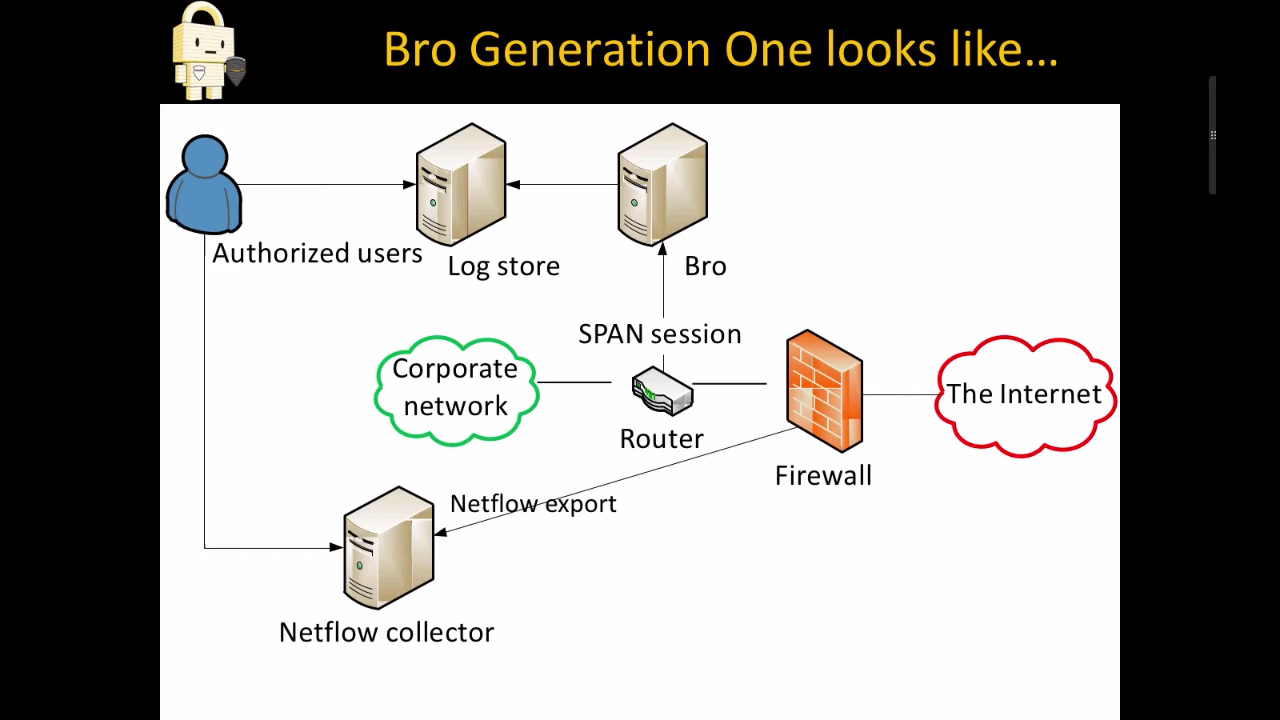 Bro Generation One looks like...
Authorized users
Log store
Bro
SPAN session
Corporate
network
Router
Firewall
The Internet
Netflow export
Netflow collector